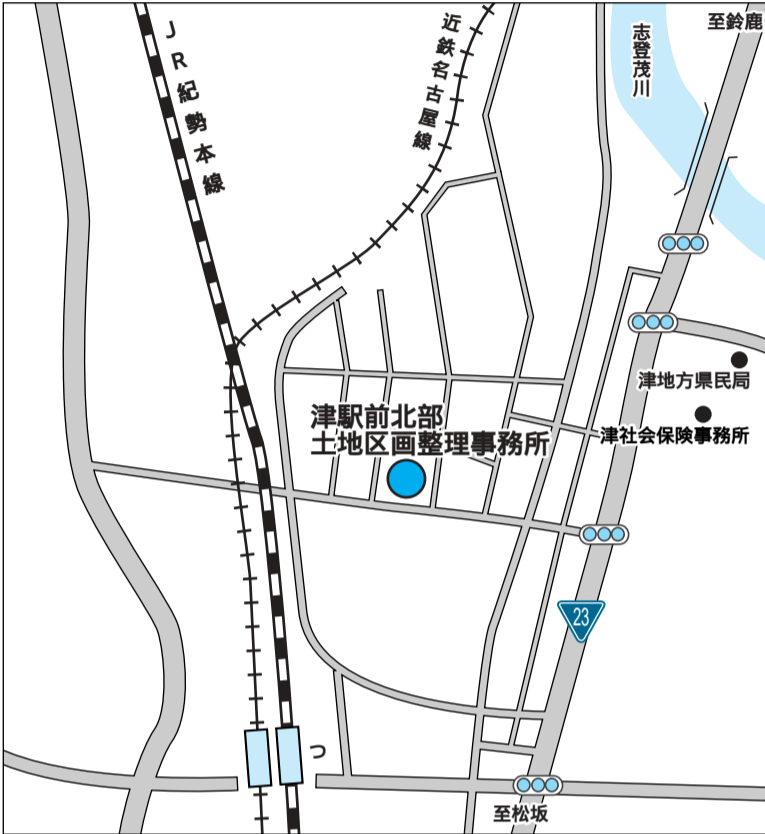 至鈴鹿
志登茂川
近鉄名古屋線
JR紀勢本線
津地方県民局
津駅前北部
土地区画整理事務所
津社会保険事務所
23
つ
至松坂